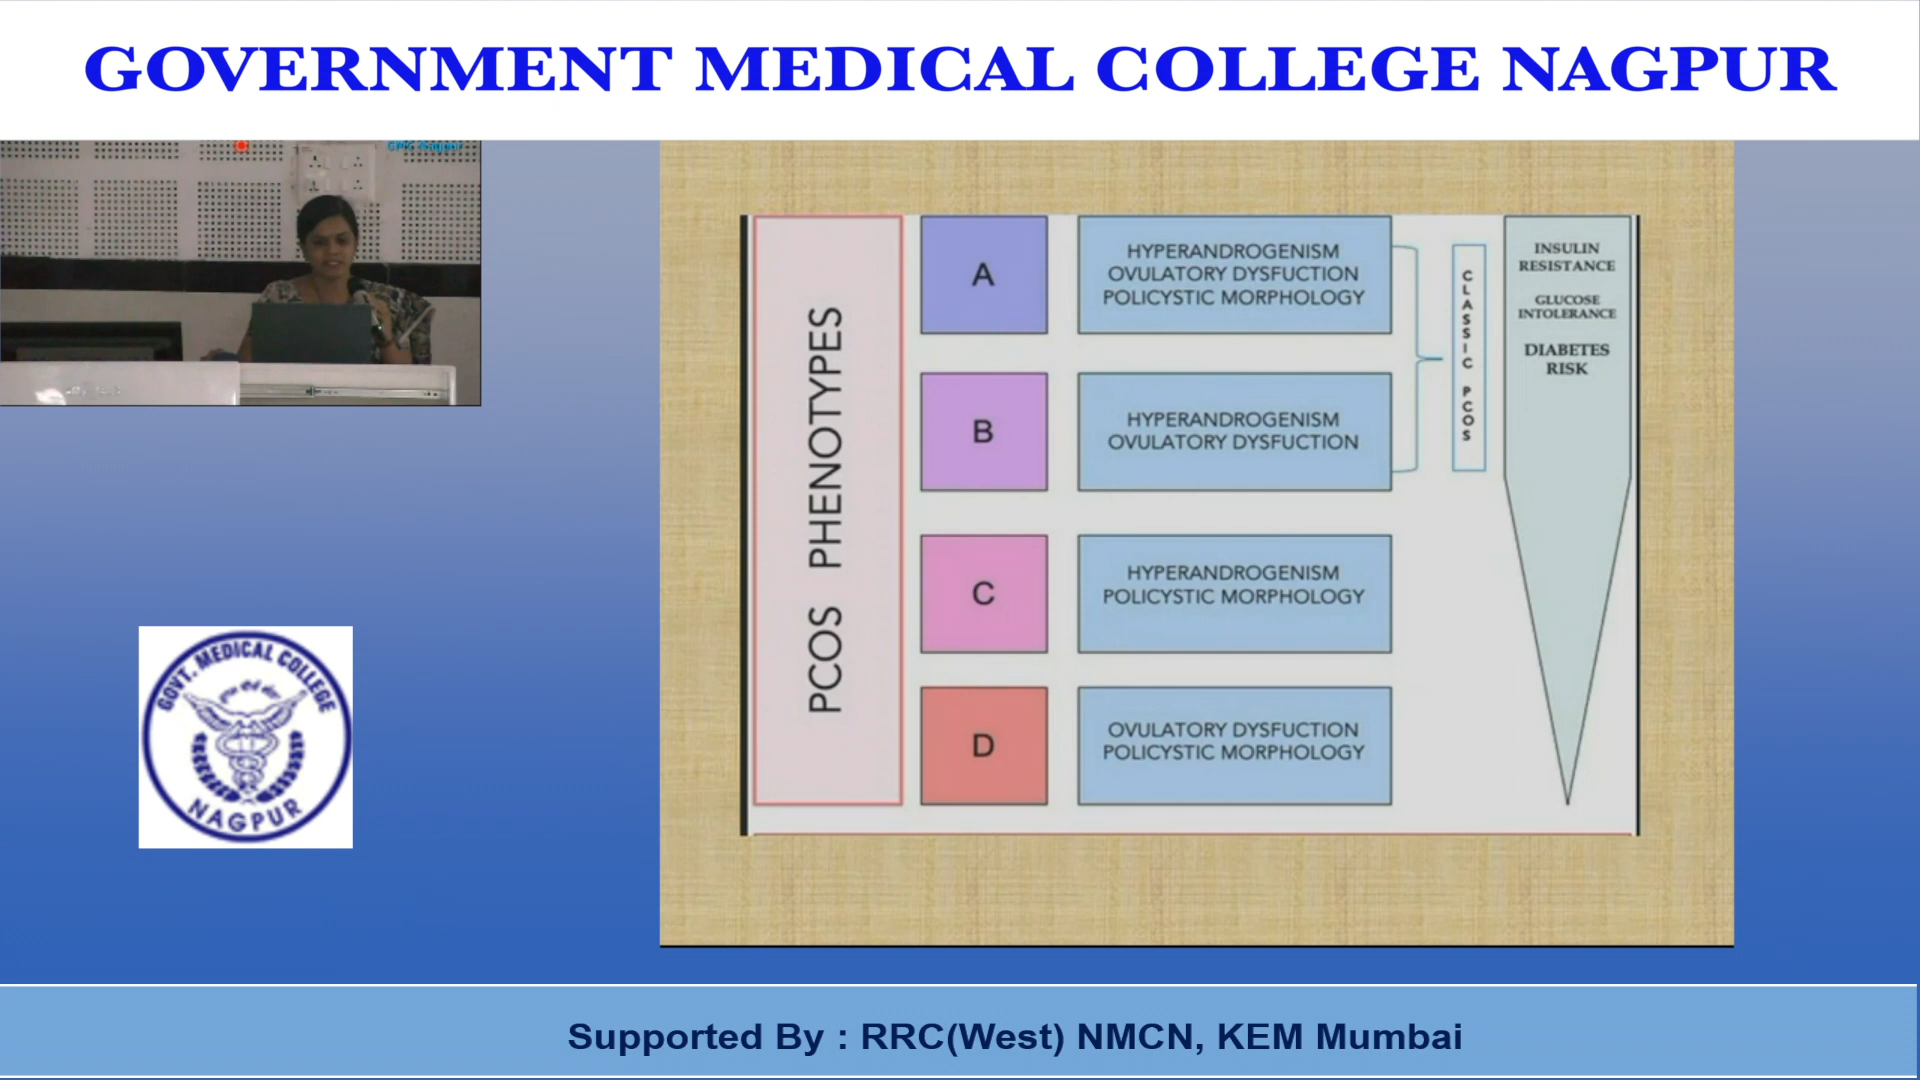 GOVERNMENT MEDICAL COLLEGE NAGPUR
GMC Nagpur
PCOS PHENOTYPES
A
HYPERANDROGENISM
OVULATORY DYSFUCTION
POLICYSTIC MORPHOLOGY
B
HYPERANDROGENISM
OVULATORY DYSFUCTION
C
HYPERANDROGENISM
POLICYSTIC MORPHOLOGY
D
OVULATORY DYSFUCTION
POLICYSTIC MORPHOLOGY
CLASSIC PCOS
INSULIN
RESISTANCE
GLUCOSE
INTOLERANCE
DIABETES
RISK
GOVT. MEDICAL COLLEGE
NAGPUR
Supported By : RRC(West) NMCN, KEM Mumbai